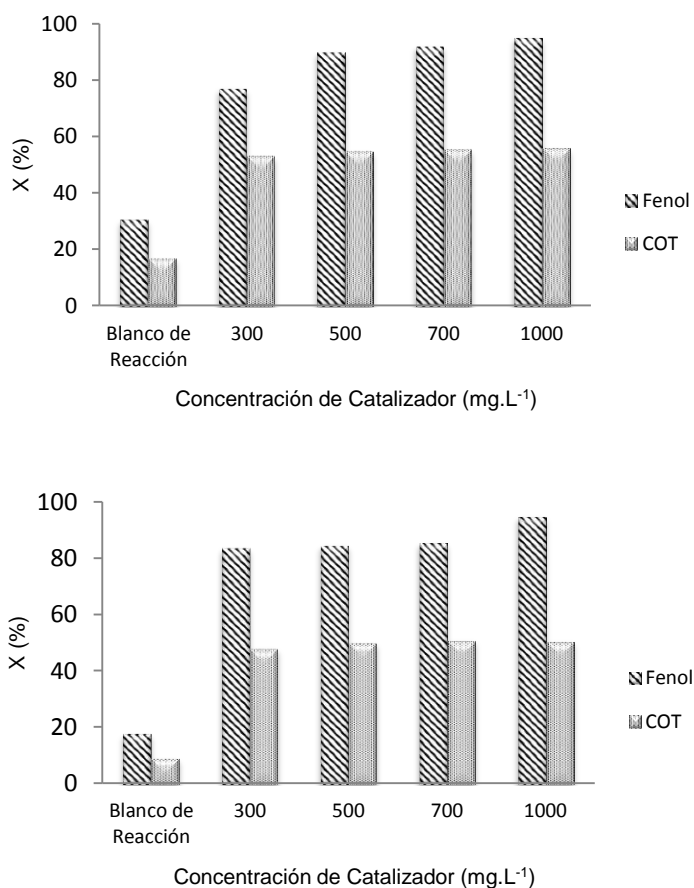 100
80
60
40
20
0
X (%)
Blanco de Reacción
300
500
700
1000
Concentración de Catalizador (mg.L⁻¹)
Fenol
COT
100
80
60
40
20
0
X (%)
Blanco de Reacción
300
500
700
1000
Concentración de Catalizador (mg.L⁻¹)
Fenol
COT